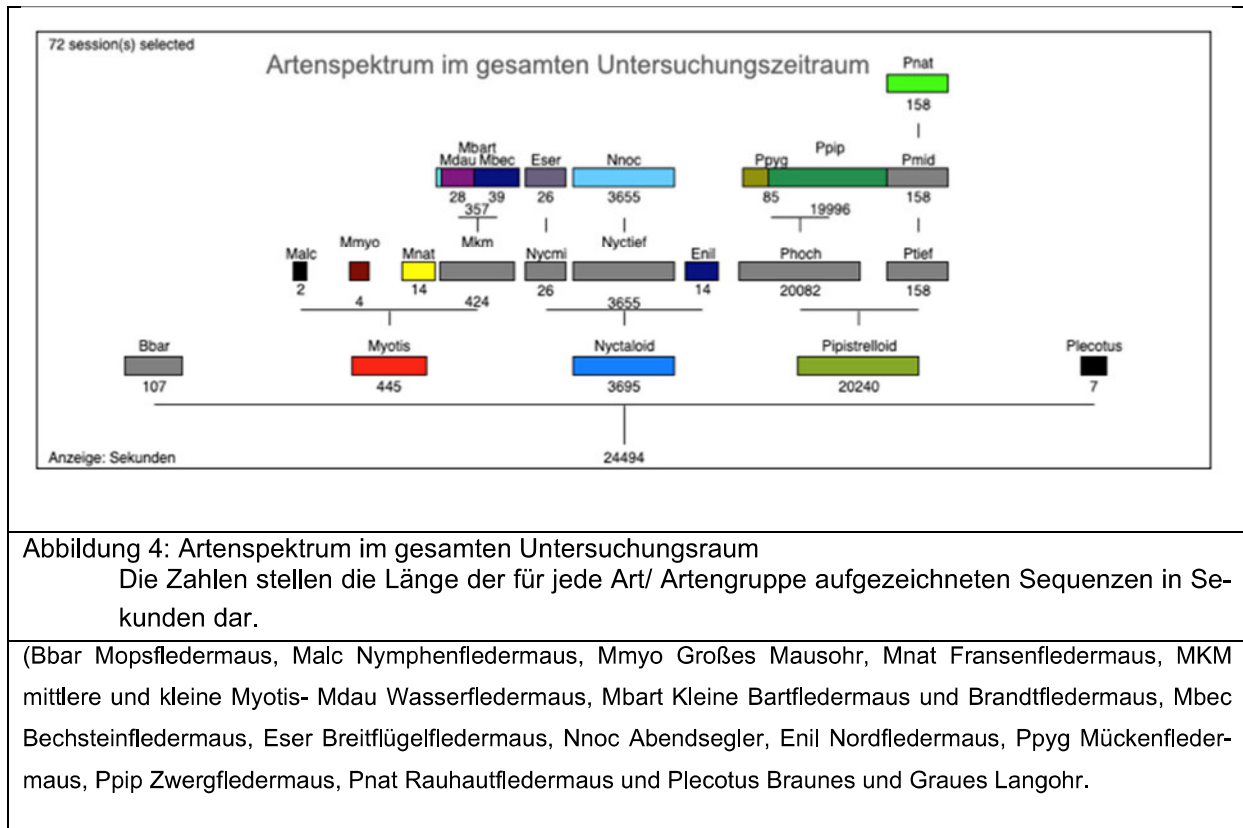 72 session(s) selected
Artenspektrum im gesamten Untersuchungszeitraum
Pnat
158
Mbart
Mdau Mbec
Eser
Nnoc
Ppyg
Ppip
Pmid
28
39
357
26
3655
85
19996
158
Malc
Mmyo
Mnat
Mkm
Nycmi
Nyctief
Enil
Phoch
Ptief
2
4
14
424
26
3655
14
20082
158
Bbar
Myotis
Nyctaloid
Pipistrelloid
Plecotus
107
445
3695
20240
7
Anzeige: Sekunden
24494
Abbildung 4: Artenspektrum im gesamten Untersuchungsraum
Die Zahlen stellen die Länge der für jede Art/ Artengruppe aufgezeichneten Sequenzen in Se-
kunden dar.
(Bbar Mopsfledermaus, Malc Nymphenfledermaus, Mmyo Großes Mausohr, Mnat Fransenfledermaus, MKM
mittlere und kleine Myotis- Mdau Wasserfledermaus, Mbart Kleine Bartfledermaus und Brandtfledermaus, Mbec
Bechsteinfledermaus, Eser Breitflügelfledermaus, Nnoc Abendsegler, Enil Nordfledermaus, Ppyg Mückenfleder-
maus, Ppip Zwergfledermaus, Pnat Rauhautfledermaus und Plecotus Braunes und Graues Langohr.